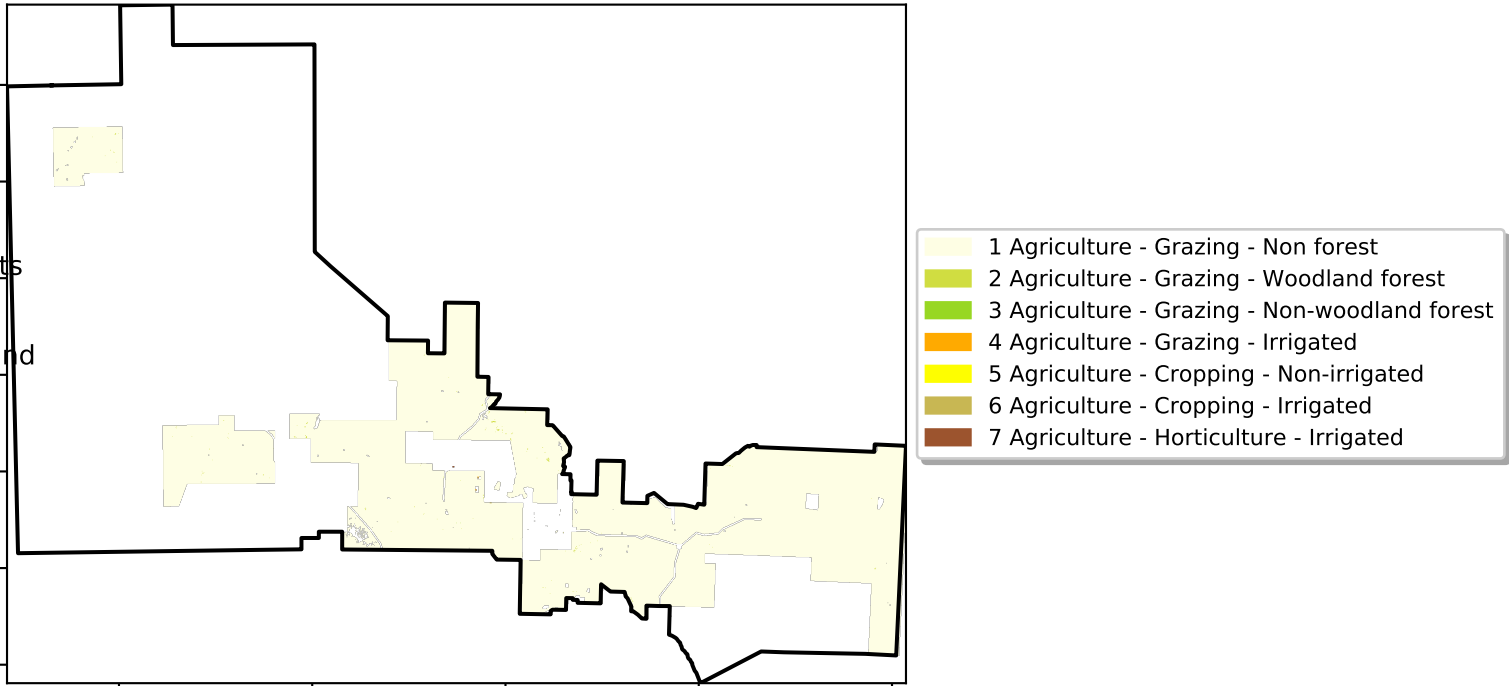 ts
nd
1 Agriculture - Grazing - Non forest
2 Agriculture - Grazing - Woodland forest
3 Agriculture - Grazing - Non-woodland forest
4 Agriculture - Grazing - Irrigated
5 Agriculture - Cropping - Non-irrigated
6 Agriculture - Cropping - Irrigated
7 Agriculture - Horticulture - Irrigated